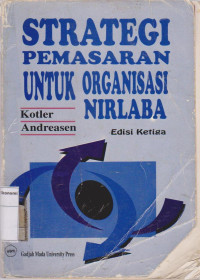 STRATEGI
PEMASARAN
UNTUK ORGANISASI
NIRLABA
Kotler
Andreasen
Edisi Ketiga
Gadjah Mada University Press